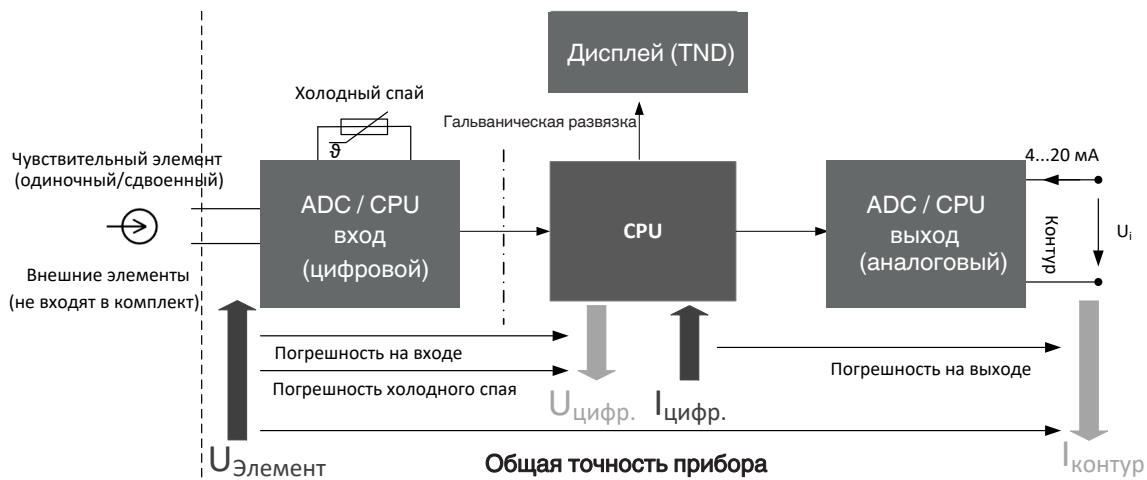 Дисплей (TND)
Холодный спай
ϑ
Гальваническая развязка
Чувствительный элемент
(одиночный/сдвоенный)
Внешние элементы
(не входят в комплект)
ADC / CPU
вход
(цифровой)
CPU
ADC / CPU
выход
(аналоговый)
4...20 мА
Контур
Ui
Погрешность на входе
Погрешность холодного спая
Погрешность на выходе
Uцифр.
Iцифр.
UЭлемент
Общая точность прибора
Iконтур